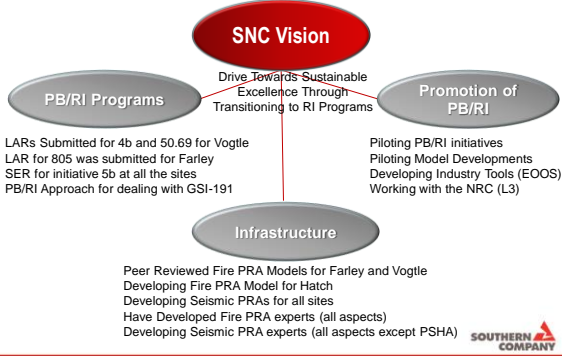 SNC Vision
Drive Towards Sustainable
Excellence Through
Transitioning to RI Programs
PB/RI Programs
LARs Submitted for 4b and 50.69 for Vogtle
LAR for 805 was submitted for Farley
SER for initiative 5b at all the sites
PB/RI Approach for dealing with GSI-191
Promotion of
PB/RI
Piloting PB/RI initiatives
Piloting Model Developments
Developing Industry Tools (EOOS)
Working with the NRC (L3)
Infrastructure
Peer Reviewed Fire PRA Models for Farley and Vogtle
Developing Fire PRA Model for Hatch
Developing Seismic PRAs for all sites
Have Developed Fire PRA experts (all aspects)
Developing Seismic PRA experts (all aspects except PSHA)
SOUTHERN
COMPANY